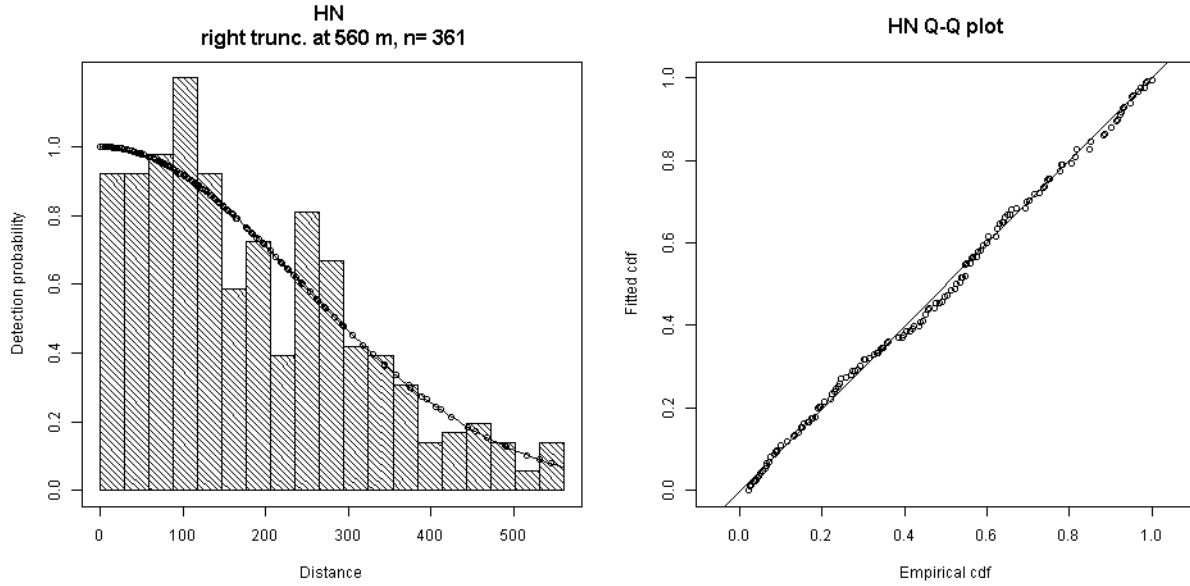 HN
right trunc. at 560 m, n= 361
Detection probability
1.0
0.8
0.6
0.4
0.2
0.0
0 100 200 300 400 500
Distance
HN Q-Q plot
Fitted cdf
1.0
0.8
0.6
0.4
0.2
0.0
0.0 0.2 0.4 0.6 0.8 1.0
Empirical cdf